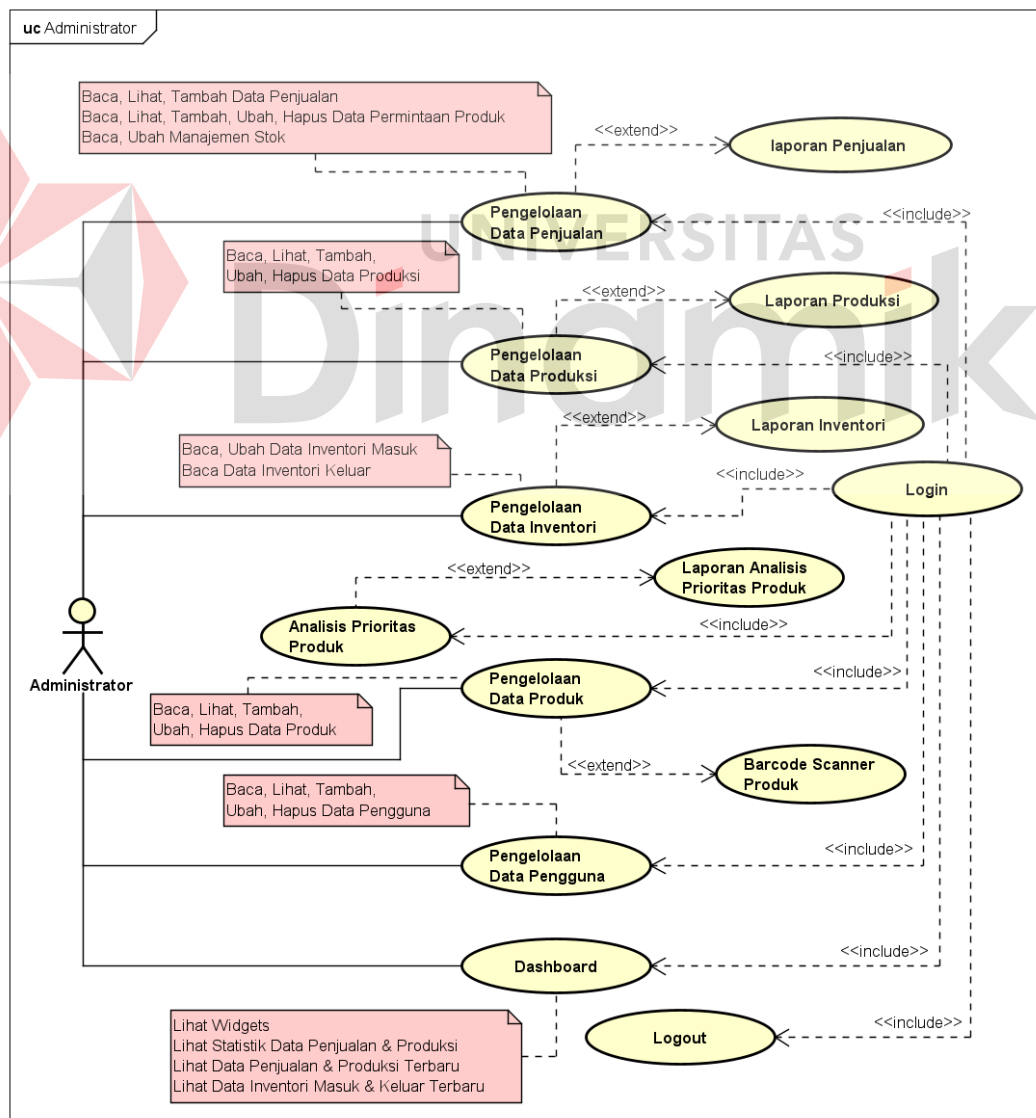 uc Administrator
Baca, Lihat, Tambah Data Penjualan
Baca, Lihat, Tambah, Ubah, Hapus Data Permintaan Produk
Baca, Ubah Manajemen Stok
<<extend>>
laporan Penjualan
Pengelolaan
Data Penjualan
<<include>>
UNIVERSITAS
Dinamika
Baca, Lihat, Tambah,
Ubah, Hapus Data Produksi
<<extend>>
Laporan Produksi
Pengelolaan
Data Produksi
<<include>>
<<extend>>
Laporan Inventori
Baca, Ubah Data Inventori Masuk
Baca Data Inventori Keluar
<<include>>
Login
Pengelolaan
Data Inventori
<<extend>>
Laporan Analisis
Prioritas Produk
Analisis Prioritas
Produk
<<include>>
Administrator
Pengelolaan
Data Produk
<<include>>
Baca, Lihat, Tambah,
Ubah, Hapus Data Produk
<<extend>>
Barcode Scanner
Produk
Baca, Lihat, Tambah,
Ubah, Hapus Data Pengguna
Pengelolaan
Data Pengguna
<<include>>
Dashboard
<<include>>
Lihat Widgets
Lihat Statistik Data Penjualan & Produksi
Lihat Data Penjualan & Produksi Terbaru
Lihat Data Inventori Masuk & Keluar Terbaru
Logout
<<include>>